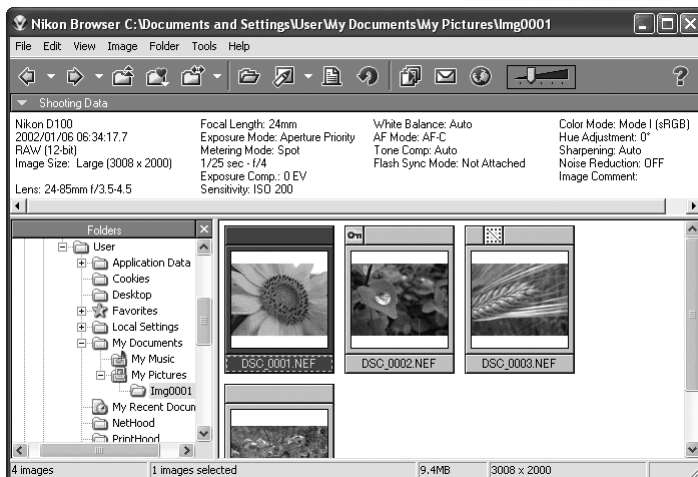 Nikon Browser C:\Documents and Settings\User\My Documents\My Pictures\Img0001
File Edit View Image Folder Tools Help
?
Shooting Data
Nikon D100
2002/01/06 06:34:17.7
RAW (12-bit)
Image Size: Large (3008 x 2000)
Lens: 24-85mm f/3.5-4.5
Focal Length: 24mm
Exposure Mode: Aperture Priority
Metering Mode: Spot
1/25 sec - f/4
Exposure Comp.: 0 EV
Sensitivity: ISO 200
White Balance: Auto
AF Mode: AF-C
Tone Comp: Auto
Flash Sync Mode: Not Attached
Color Mode: Mode I (sRGB)
Hue Adjustment: 0°
Sharpening: Auto
Noise Reduction: OFF
Image Comment:
Folders
User
Application Data
Cookies
Desktop
Favorites
Local Settings
My Documents
My Music
My Pictures
Img0001
My Recent Docun
NetHood
PrintHood
DSC_0001.NEF
DSC_0002.NEF
DSC_0003.NEF
4 images
1 images selected
9.4MB
3008 x 2000